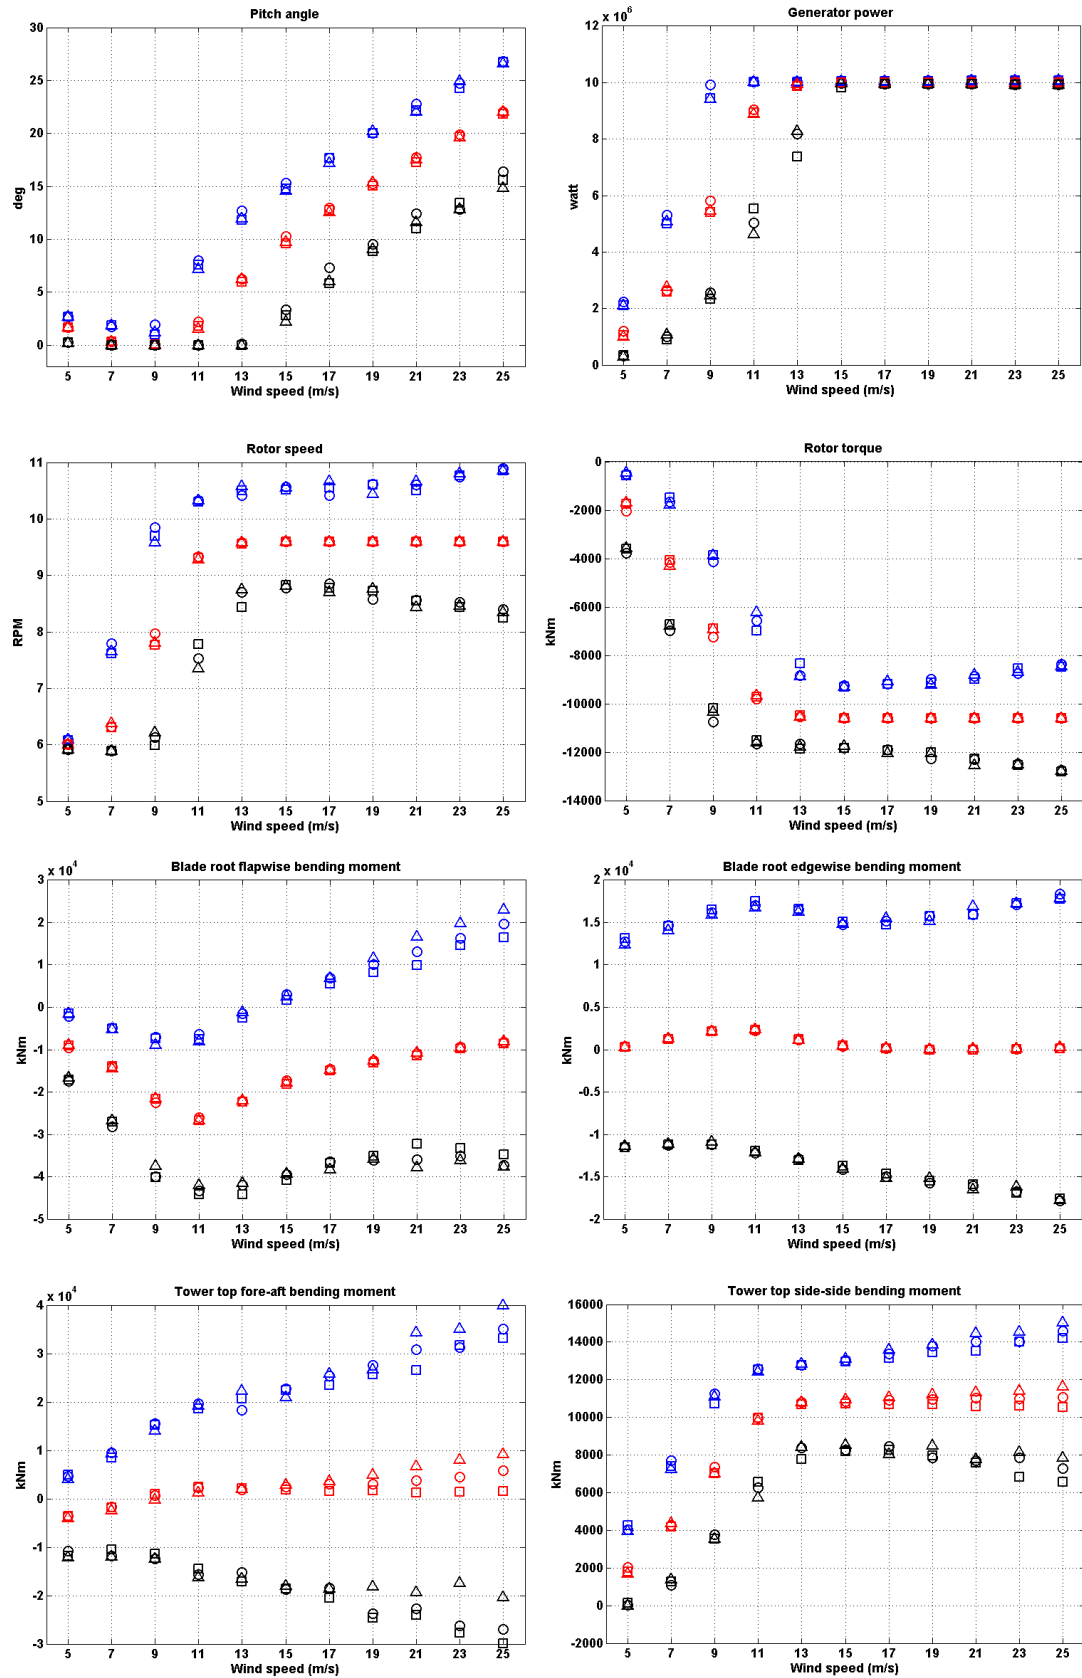 Pitch angle
30
25
20
15
10
5
0
deg
5 7 9 11 13 15 17 19 21 23 25
Wind speed (m/s)
Generator power
x 10^6
12
10
8
6
4
2
0
watt
5 7 9 11 13 15 17 19 21 23 25
Wind speed (m/s)
Rotor speed
11
10
9
8
7
6
5
RPM
5 7 9 11 13 15 17 19 21 23 25
Wind speed (m/s)
Rotor torque
0
-2000
-4000
-6000
-8000
-10000
-12000
-14000
kNm
5 7 9 11 13 15 17 19 21 23 25
Wind speed (m/s)
Blade root flapwise bending moment
x 10^4
3
2
1
0
-1
-2
-3
-4
-5
kNm
5 7 9 11 13 15 17 19 21 23 25
Wind speed (m/s)
Blade root edgewise bending moment
x 10^4
2
1.5
1
0.5
0
-0.5
-1
-1.5
-2
kNm
5 7 9 11 13 15 17 19 21 23 25
Wind speed (m/s)
Tower top fore-aft bending moment
x 10^4
4
3
2
1
0
-1
-2
-3
kNm
5 7 9 11 13 15 17 19 21 23 25
Wind speed (m/s)
Tower top side-side bending moment
16000
14000
12000
10000
8000
6000
4000
2000
0
-2000
kNm
5 7 9 11 13 15 17 19 21 23 25
Wind speed (m/s)